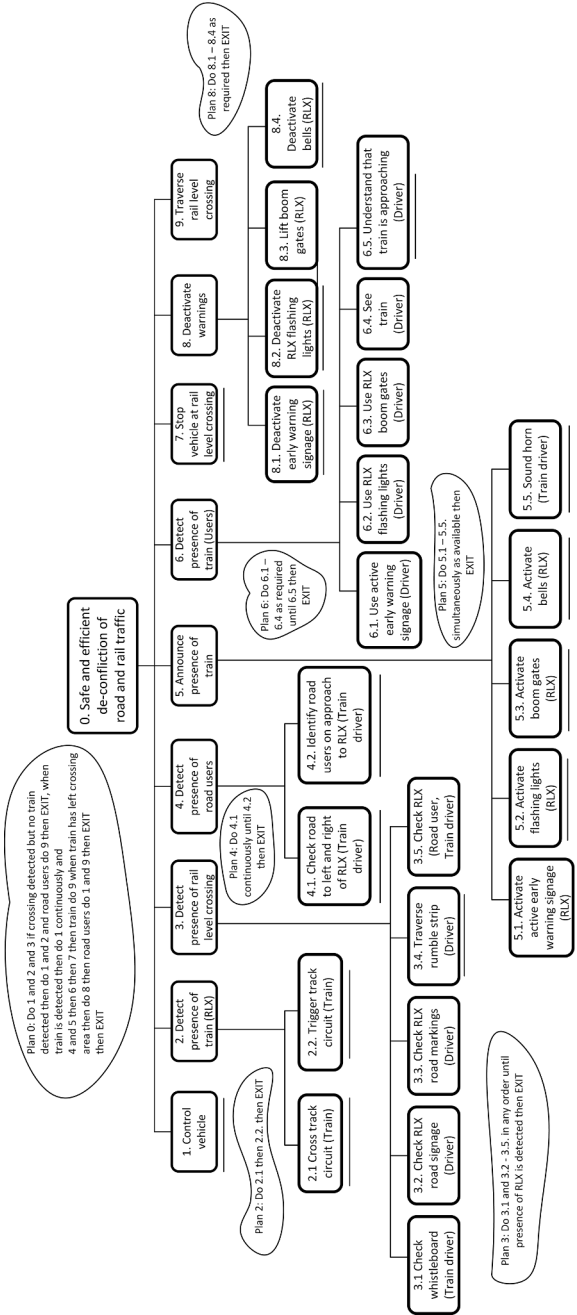 Plan 0: Do 1 and 2 and 3 if crossing detected but no train
detected then do 1 and 2 and road users do 9 then EXIT, when
train is detected then do 1 continuously and
4 and 5 then 6 then 7 then train do 9 when train has left crossing
area then do 8 then road users do 1 and 9 then EXIT
then EXIT
0. Safe and efficient
de-confliction of
road and rail traffic
1. Control
vehicle
2. Detect
presence of
train (RLX)
3. Detect
presence of rail
level crossing
4. Detect
presence of
road users
5. Announce
presence of
train
6. Detect
presence of
train (Users)
7. Stop
vehicle at rail
level crossing
8. Deactivate
warnings
9. Traverse
rail level
crossing
Plan 8: Do 8.1 – 8.4 as
required then EXIT
Plan 2: Do 2.1 then 2.2. then EXIT
2.1 Cross track
circuit (Train)
2.2. Trigger track
circuit (Train)
Plan 4: Do 4.1
continuously until 4.2
then EXIT
4.1. Check road
to left and right
of RLX (Train
driver)
4.2. Identify road
users on approach
to RLX (Train
driver)
Plan 6: Do 6.1 –
6.4 as required
until 6.5 then
EXIT
8.1. Deactivate
early warning
signage (RLX)
8.2. Deactivate
RLX flashing
lights (RLX)
8.3. Lift boom
gates (RLX)
8.4.
Deactivate
bells (RLX)
6.1. Use active
early warning
signage (Driver)
6.2. Use RLX
flashing lights
(Driver)
6.3. Use RLX
boom gates
(Driver)
6.4. See
train
(Driver)
6.5. Understand that
train is approaching
(Driver)
3.1 Check
whistleboard
(Train driver)
3.2. Check RLX
road signage
(Driver)
3.3. Check RLX
road markings
(Driver)
3.4. Traverse
rumble strip
(Driver)
3.5. Check RLX
(Road user,
Train driver)
Plan 5: Do 5.1 – 5.5.
simultaneously as available then
EXIT
Plan 3: Do 3.1 and 3.2 - 3.5. in any order until
presence of RLX is detected then EXIT
5.1. Activate
active early
warning signage
(RLX)
5.2. Activate
flashing lights
(RLX)
5.3. Activate
boom gates
(RLX)
5.4. Activate
bells (RLX)
5.5. Sound horn
(Train driver)